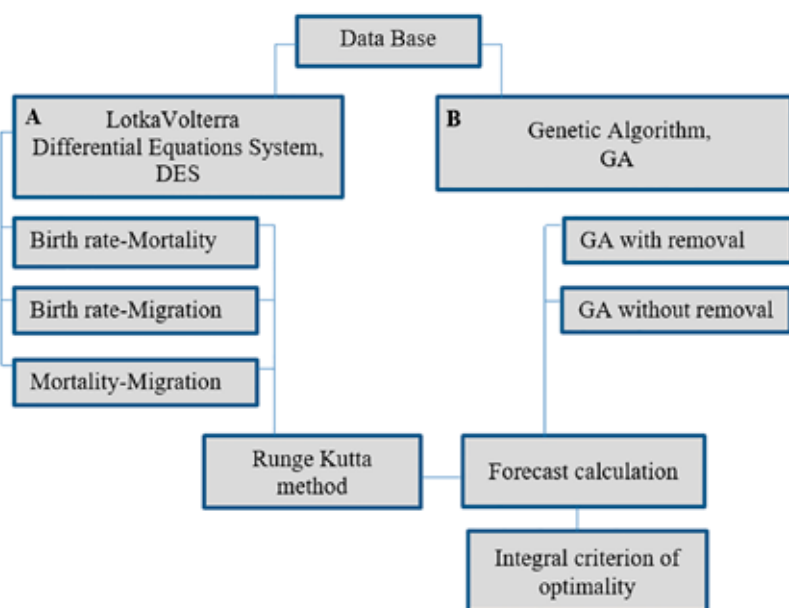 Data Base
A
LotkaVolterra
Differential Equations System,
DES
B
Genetic Algorithm,
GA
Birth rate-Mortality
Birth rate-Migration
Mortality-Migration
GA with removal
GA without removal
Runge Kutta
method
Forecast calculation
Integral criterion of
optimality